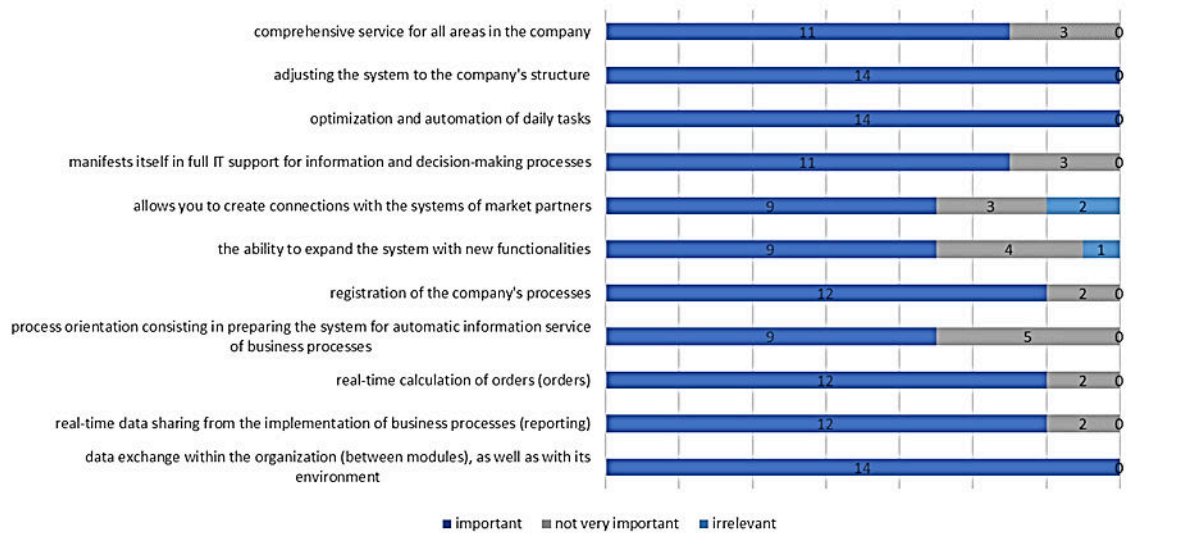 comprehensive service for all areas in the company 11 3 0
adjusting the system to the company's structure 14 0
optimization and automation of daily tasks 14 0
manifests itself in full IT support for information and decision-making processes 11 3 0
allows you to create connections with the systems of market partners 9 3 2
the ability to expand the system with new functionalities 9 4 1
registration of the company's processes 12 2 0
process orientation consisting in preparing the system for automatic information service
of business processes 9 5 0
real-time calculation of orders (orders) 12 2 0
real-time data sharing from the implementation of business processes (reporting) 12 2 0
data exchange within the organization (between modules), as well as with its
environment 14 0
important not very important irrelevant